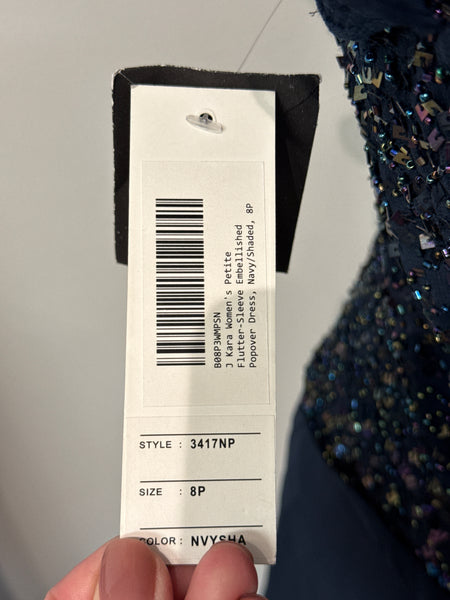 B08P3WMPSN
J Kara Women's Petite
Flutter-Sleeve Embellished
Popover Dress, Navy/Shaded, 8P
STYLE : 3417NP
SIZE : 8P
COLOR : NVYSHA